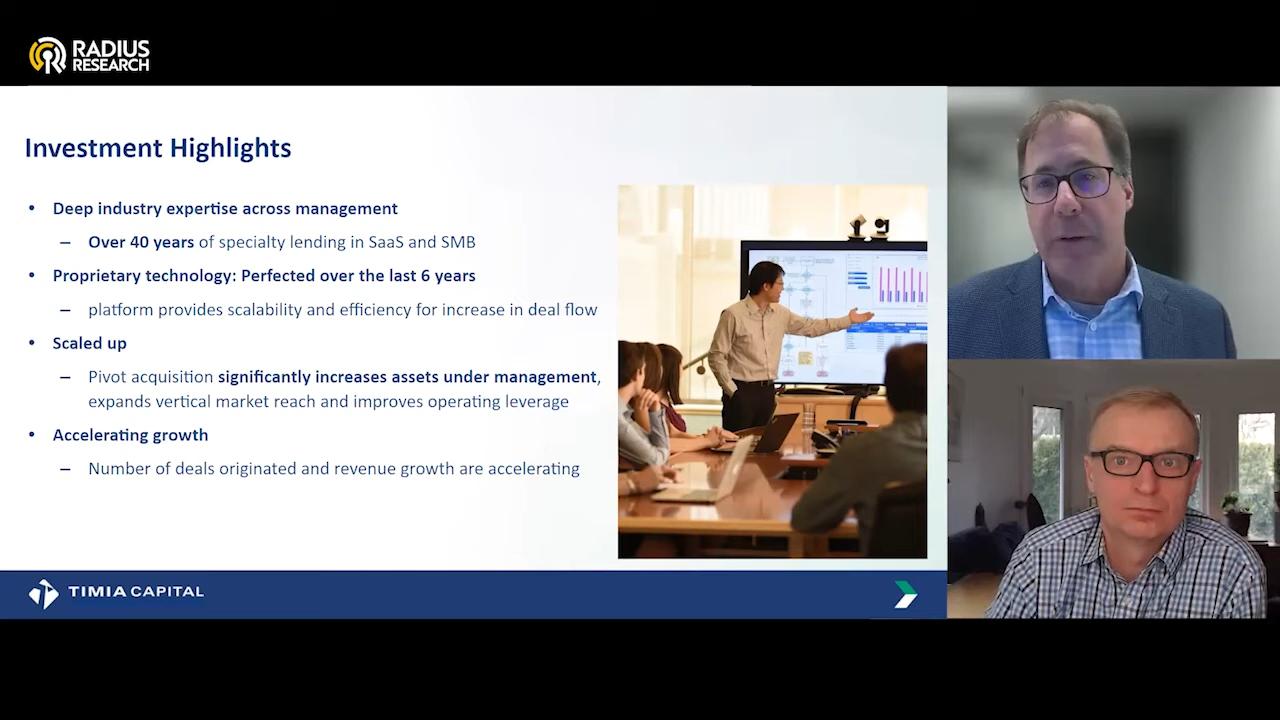 RADIUS
RESEARCH
Investment Highlights
• Deep industry expertise across management
– Over 40 years of specialty lending in SaaS and SMB
• Proprietary technology: Perfected over the last 6 years
– platform provides scalability and efficiency for increase in deal flow
• Scaled up
– Pivot acquisition significantly increases assets under management,
expands vertical market reach and improves operating leverage
• Accelerating growth
– Number of deals originated and revenue growth are accelerating
TIMIA CAPITAL